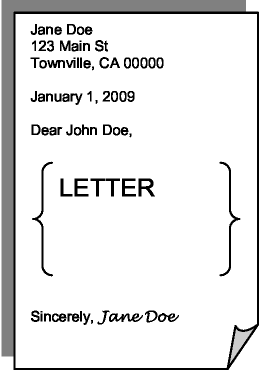 Jane Doe
123 Main St
Townville, CA 00000
January 1, 2009
Dear John Doe,
LETTER
Sincerely, Jane Doe